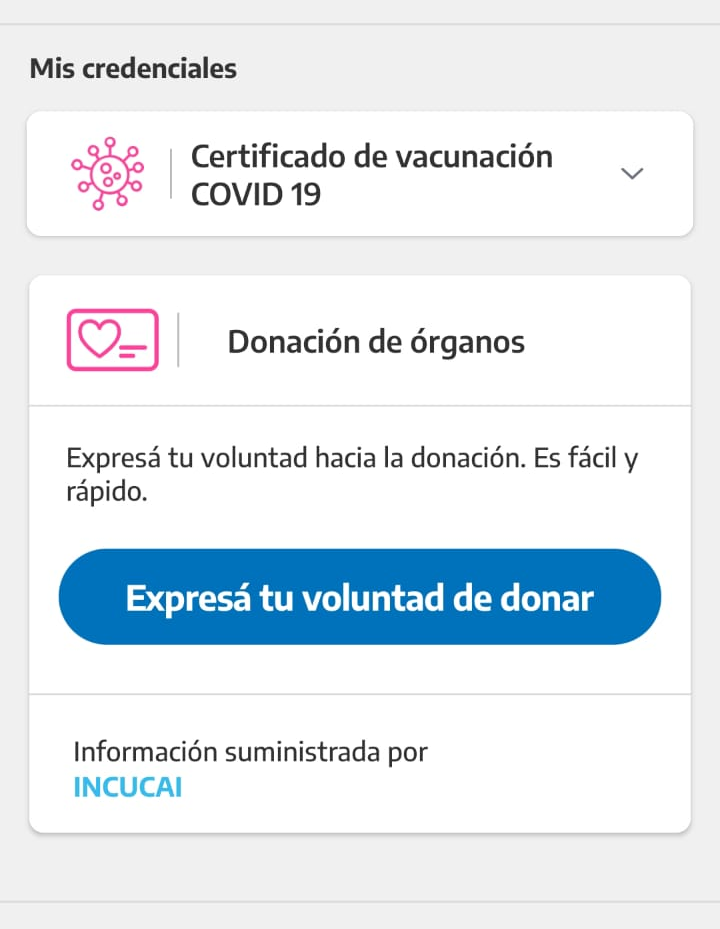 Mis credenciales
Certificado de vacunación
COVID 19
Donación de órganos
Expresá tu voluntad hacia la donación. Es fácil y
rápido.
Expresá tu voluntad de donar
Información suministrada por
INCUCAI